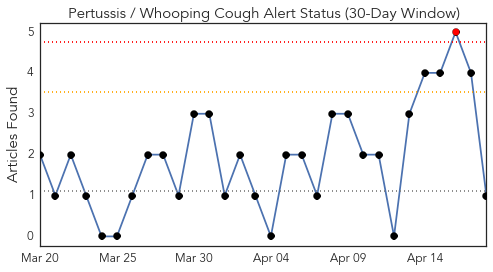 Pertussis / Whooping Cough Alert Status (30-Day Window)
Articles Found
5
4
3
2
1
0
Mar 20 Mar 25 Mar 30 Apr 04 Apr 09 Apr 14